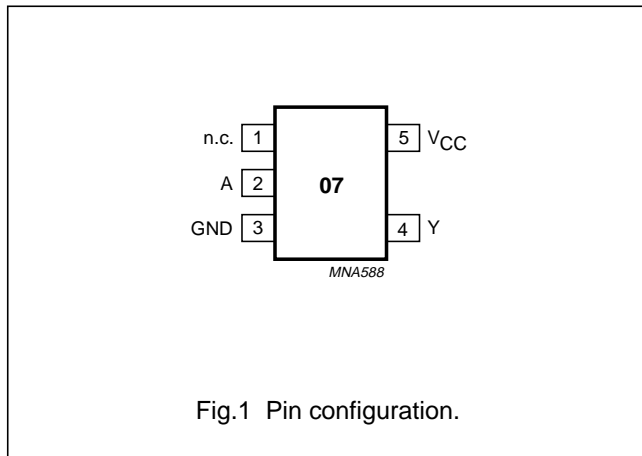 n.c. 1 5 VCC
A 2 07
GND 3 4 Y
MNA588
Fig.1 Pin configuration.